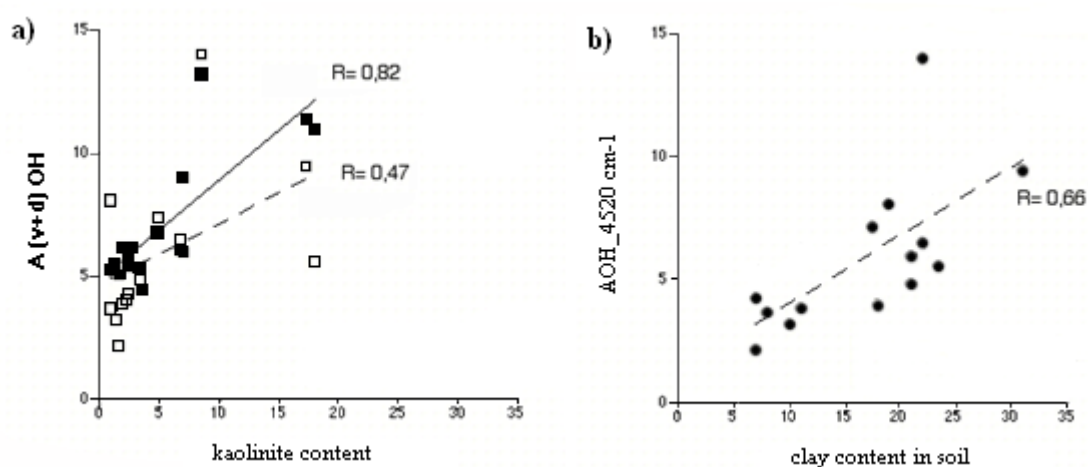 a)
15
10
5
0
A (v+d) OH
R= 0,82
R= 0,47
0 5 10 15 20 25 30 35
kaolinite content
b)
15
10
5
0
AOH_4520 cm-1
R= 0,66
0 5 10 15 20 25 30 35
clay content in soil